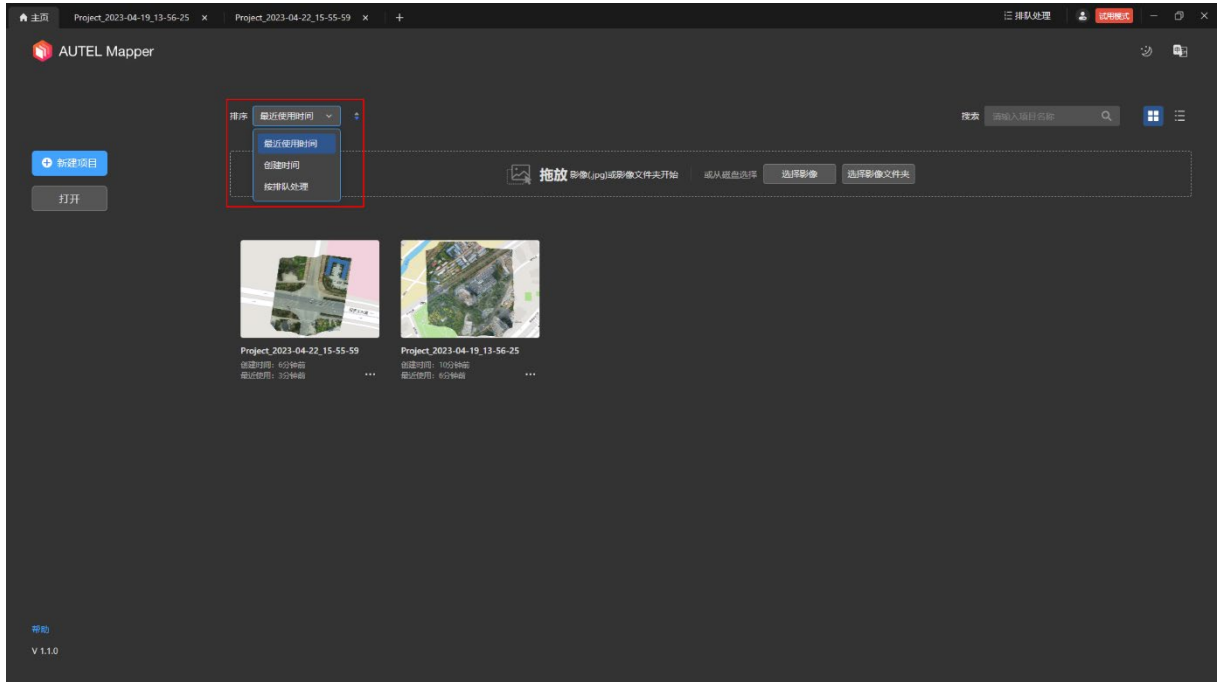 主页 Project_2023-04-19_13-56-25 Project_2023-04-22_15-55-59 排队处理 试用模式
AUTEL Mapper
排序 最近使用时间 搜索 请输入项目名称
最近使用时间
创建时间
按排队处理
新建项目
打开
拖放 影像(.jpg)或影像文件夹开始 或从磁盘选择 选择影像 选择影像文件夹
Project_2023-04-22_15-55-59
创建时间：6分钟前
最近使用：3分钟前
Project_2023-04-19_13-56-25
创建时间：10分钟前
最近使用：6分钟前
帮助
V 1.1.0